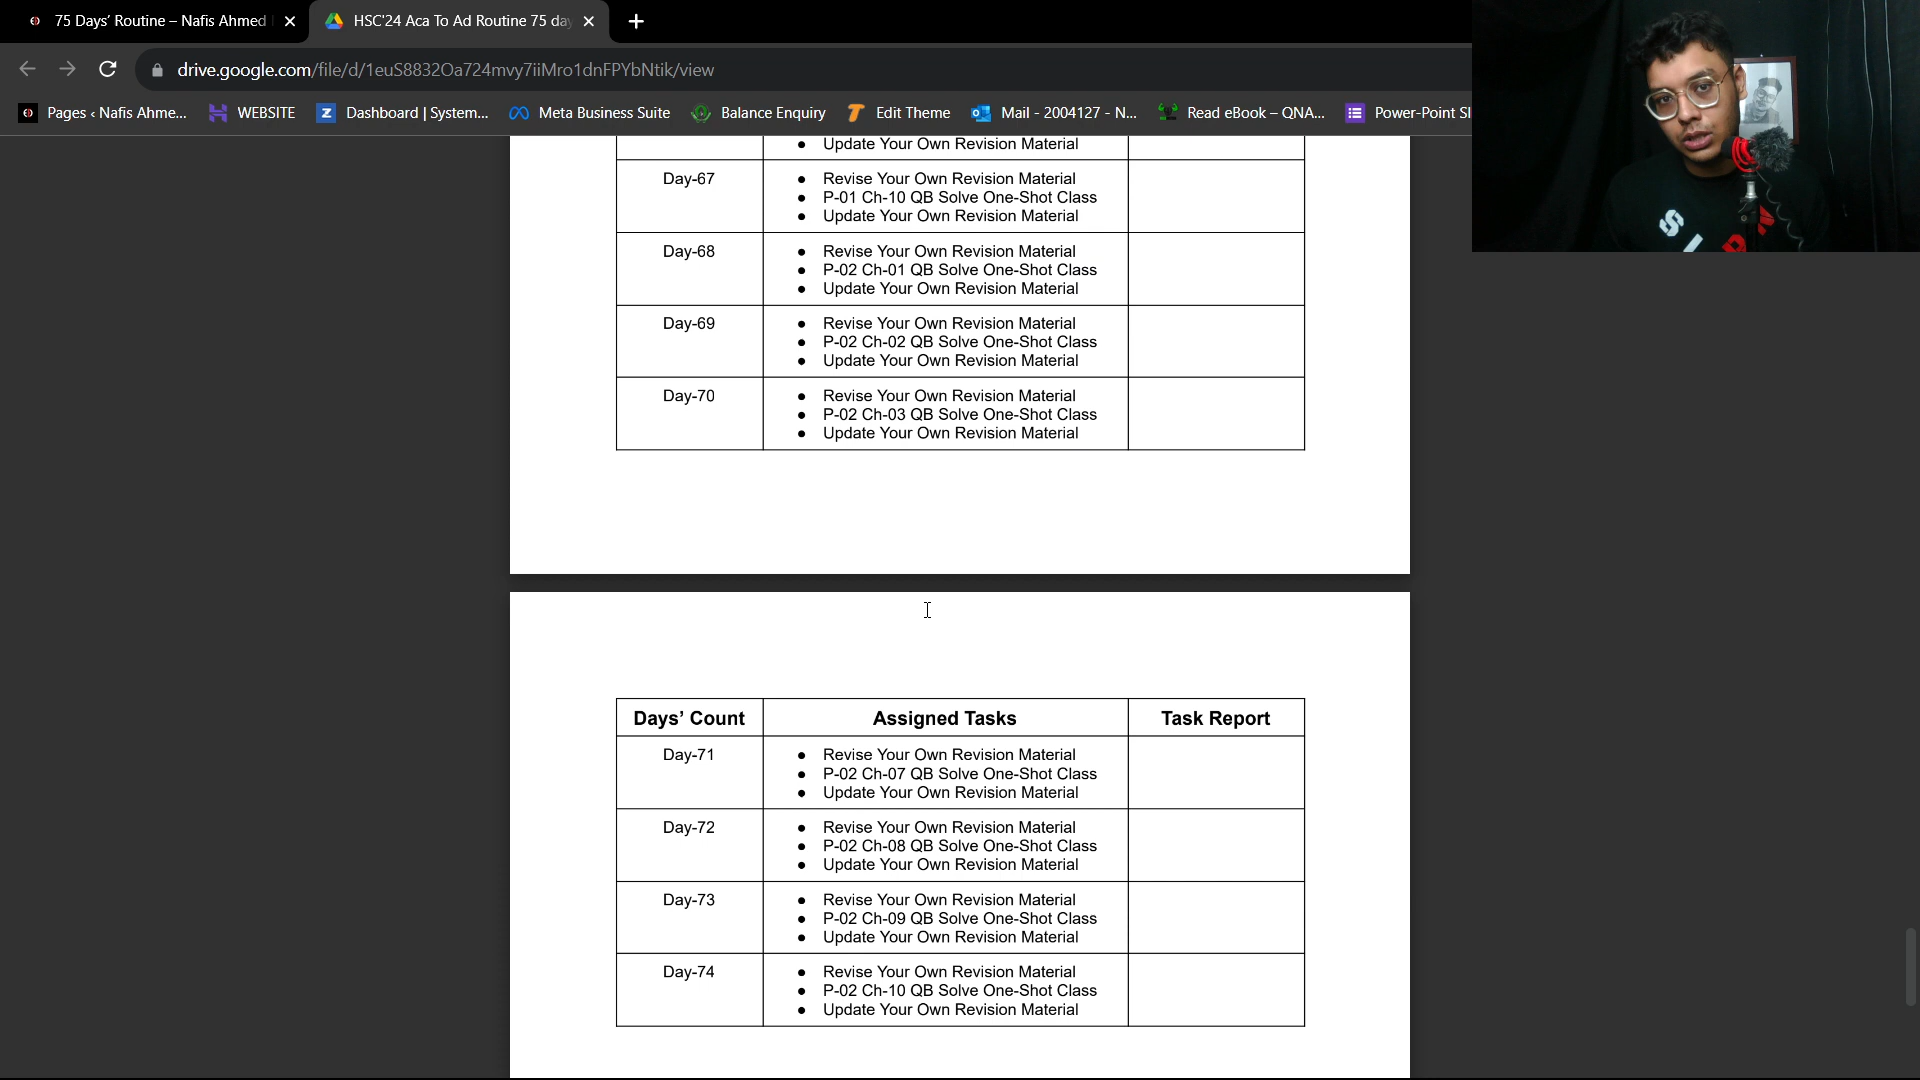 75 Days’ Routine – Nafis Ahmed
HSC'24 Aca To Ad Routine 75 day
drive.google.com/file/d/1euS8832Oa724mvy7iiMro1dnFPYbNtik/view
Pages ‹ Nafis Ahme...
WEBSITE
Dashboard | System...
Meta Business Suite
Balance Enquiry
Edit Theme
Mail - 2004127 - N...
Read eBook – QNA...
Power-Point Sl
• Update Your Own Revision Material
Day-67
• Revise Your Own Revision Material
• P-01 Ch-10 QB Solve One-Shot Class
• Update Your Own Revision Material
Day-68
• Revise Your Own Revision Material
• P-02 Ch-01 QB Solve One-Shot Class
• Update Your Own Revision Material
Day-69
• Revise Your Own Revision Material
• P-02 Ch-02 QB Solve One-Shot Class
• Update Your Own Revision Material
Day-70
• Revise Your Own Revision Material
• P-02 Ch-03 QB Solve One-Shot Class
• Update Your Own Revision Material
Days’ Count Assigned Tasks Task Report
Day-71
• Revise Your Own Revision Material
• P-02 Ch-07 QB Solve One-Shot Class
• Update Your Own Revision Material
Day-72
• Revise Your Own Revision Material
• P-02 Ch-08 QB Solve One-Shot Class
• Update Your Own Revision Material
Day-73
• Revise Your Own Revision Material
• P-02 Ch-09 QB Solve One-Shot Class
• Update Your Own Revision Material
Day-74
• Revise Your Own Revision Material
• P-02 Ch-10 QB Solve One-Shot Class
• Update Your Own Revision Material